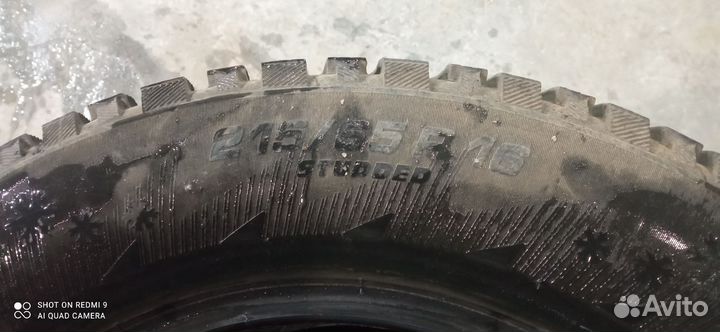 215/65 R 16
STUDDED
SHOT ON REDMI 9
AI QUAD CAMERA
Avito